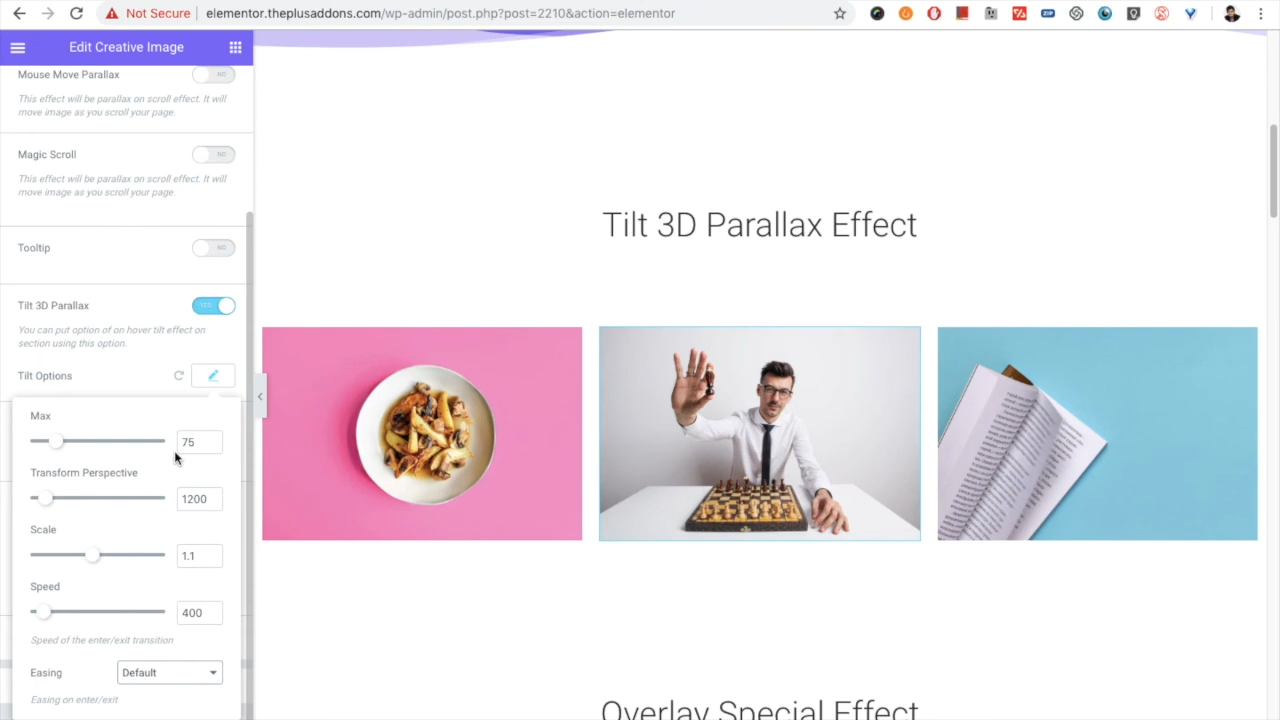 Not Secure
elementor.theplusaddons.com/wp-admin/post.php?post=2210&action=elementor
ZIP
Edit Creative Image
Mouse Move Parallax
NO
This effect will be parallax on scroll effect. It will
move image as you scroll your page.
Magic Scroll
NO
This effect will be parallax on scroll effect. It will
move image as you scroll your page.
Tooltip
NO
Tilt 3D Parallax
YES
You can put option of on hover tilt effect on
section using this option.
Tilt Options
Max
75
Transform Perspective
1200
Scale
1.1
Speed
400
Speed of the enter/exit transition
Easing
Default
Easing on enter/exit
Tilt 3D Parallax Effect
Overlay Special Effect